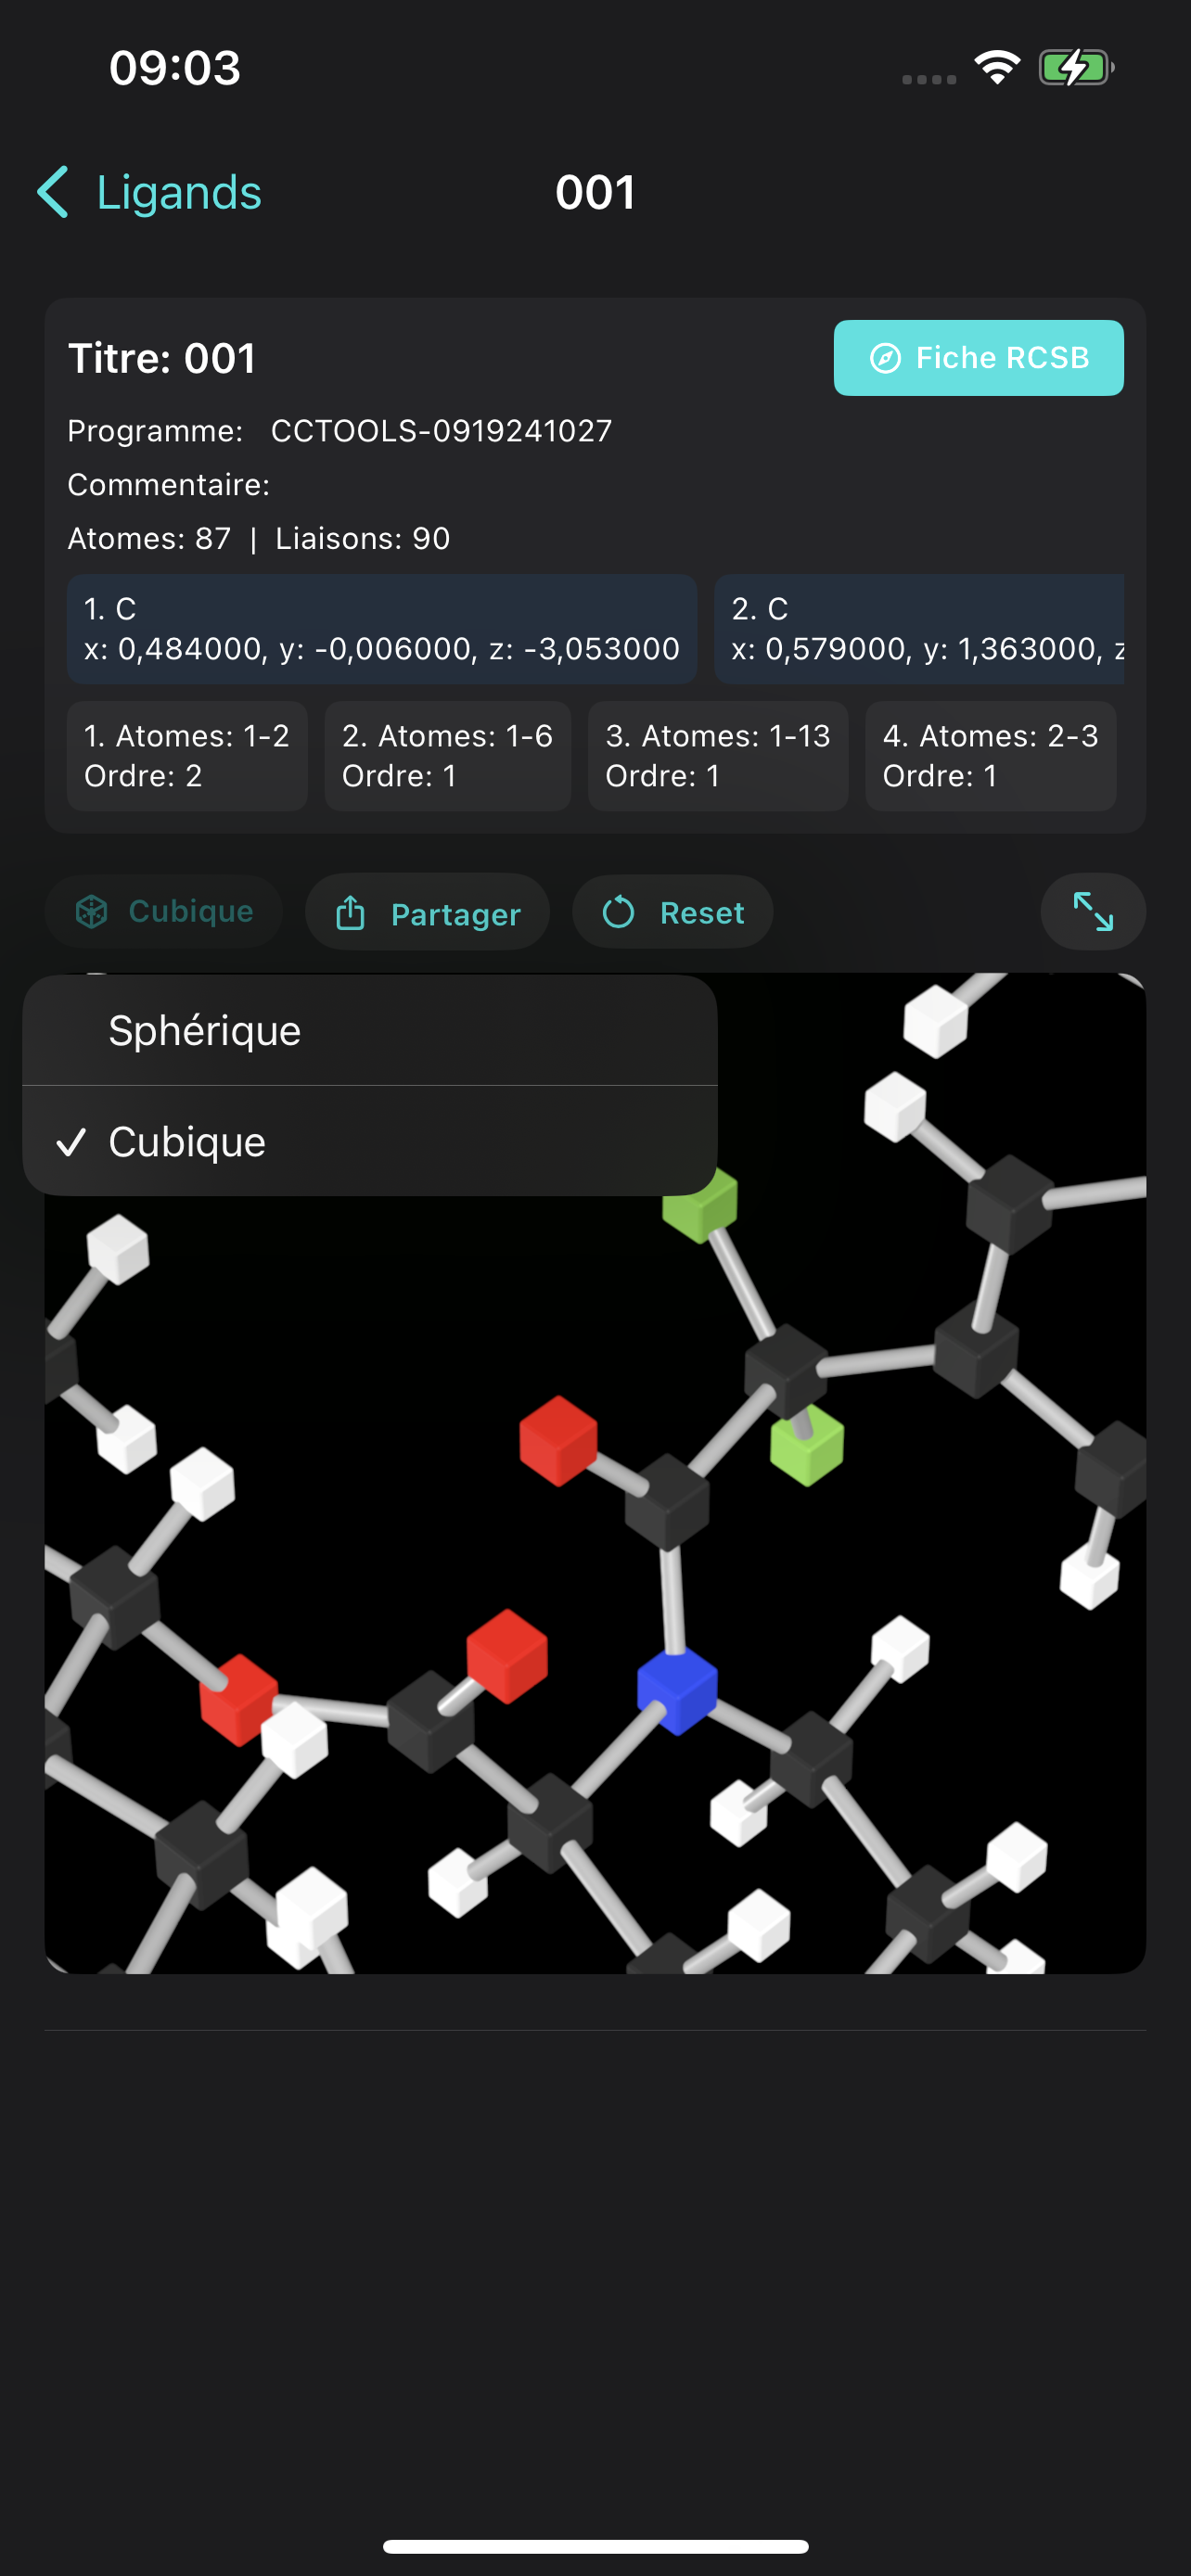 09:03
Ligands
001
Titre: 001
Fiche RCSB
Programme: CCTOOLS-0919241027
Commentaire:
Atomes: 87 | Liaisons: 90
1. C
x: 0,484000, y: -0,006000, z: -3,053000
2. C
x: 0,579000, y: 1,363000, z
1. Atomes: 1-2
Ordre: 2
2. Atomes: 1-6
Ordre: 1
3. Atomes: 1-13
Ordre: 1
4. Atomes: 2-3
Ordre: 1
Cubique
Partager
Reset
Sphérique
Cubique